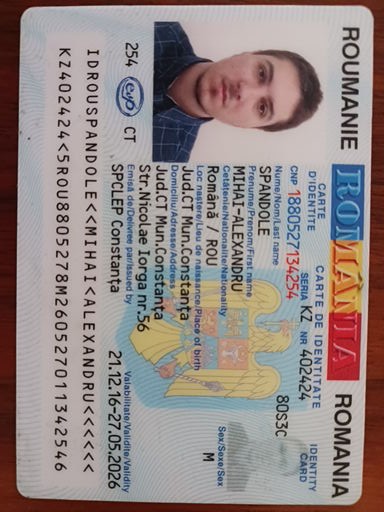 ROUMANIE ROMANIA ROMANIA
CARTE D'IDENTITE
CARTE DE IDENTITATE
IDENTITY CARD
SERIA KZ NR 402424
CNP 1880527134254
80S3C
Nume/Nom/Last name
SPANDOLE
Prenume/Prenom/First name
MIHAI-ALEXANDRU
Cetăţenie/Nationalite/Nationality
Română / ROU
Sex/Sexe/Sex
M
Loc naştere/Lieu de naissance/Place of birth
Jud.CT Mun.Constanța
Domiciliu/Adresse/Address
Jud.CT Mun.Constanța
Str.Nicolae Iorga nr.56
Emisă de/Delivree par/Issued by
SPCLEP Constanța
Valabilitate/Validite/Validity
21.12.16-27.05.2026
254 CT
IDROUSPANDOLE<<MIHAI<ALEXANDRU<<<<<<
KZ402424<5ROU8805278M260527011342546